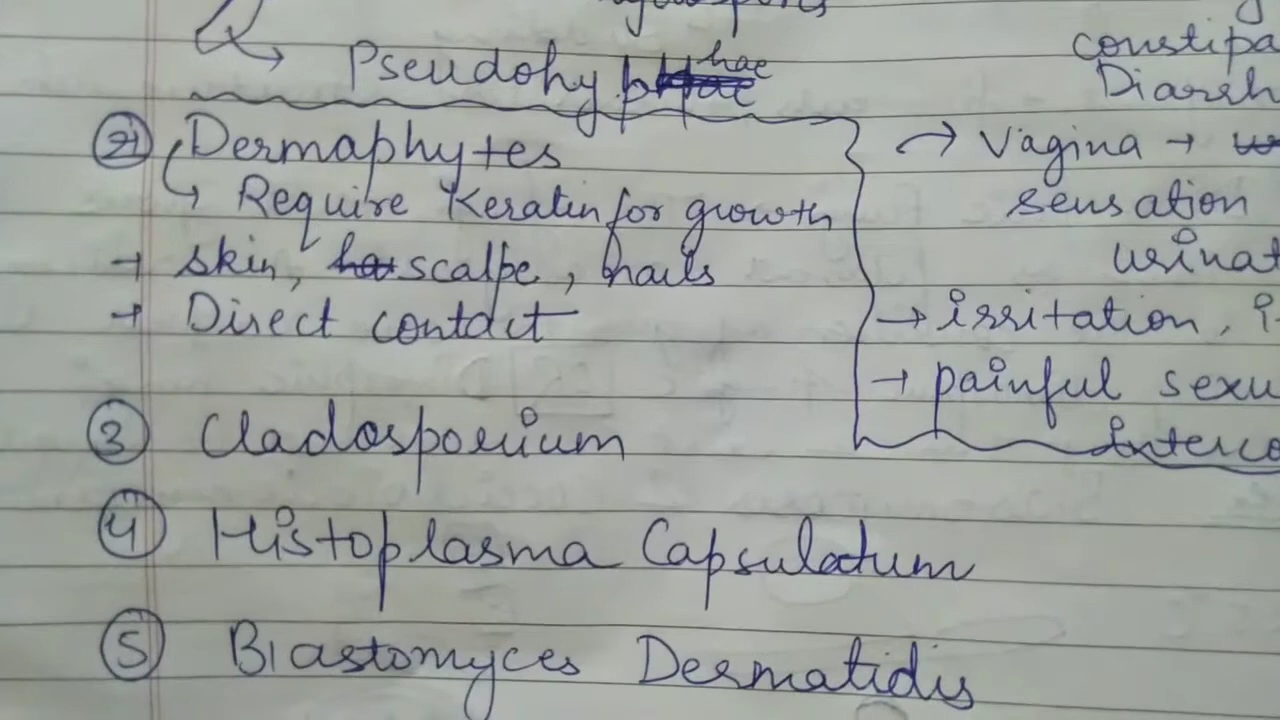 Pseudohyphae
constipa
Diarrh
② Dermaphytes
↳ Require Keratin for growth
→ skin, scalpe, nails
→ Direct contact
→ Vagina →
sensation
urinat
→ irritation, i
→ painful sexu
interco
③ Cladosporium
④ Histoplasma Capsulatum
⑤ Blastomyces Dermatidis